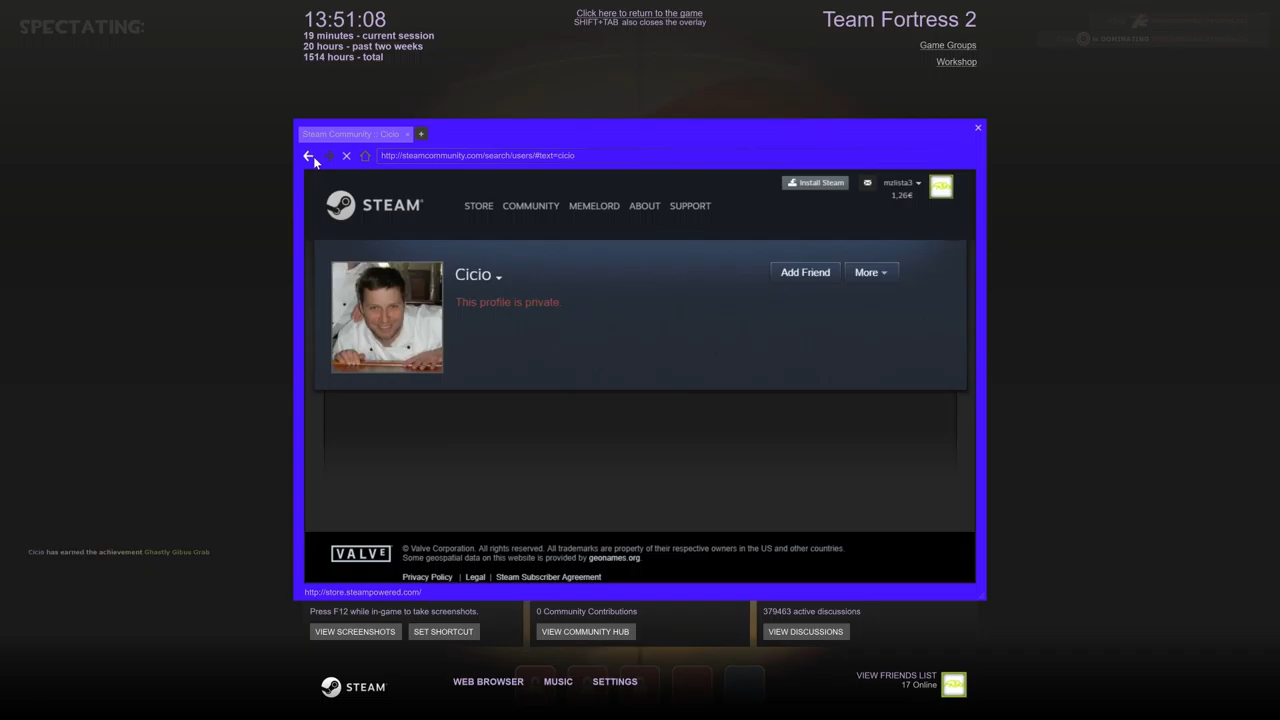 SPECTATING:
13:51:08
19 minutes - current session
20 hours - past two weeks
1514 hours - total
Click here to return to the game
SHIFT+TAB also closes the overlay
Team Fortress 2
Game Groups
Workshop
is DOMINATING
Steam Community :: Cicio × +
http://steamcommunity.com/search/users/#text=cicio
Install Steam
mzlista3
1,26€
STEAM
STORE COMMUNITY MEMELORD ABOUT SUPPORT
Cicio
This profile is private.
Add Friend More
Cicio has earned the achievement Ghastly Gibus Grab
VALVE
© Valve Corporation. All rights reserved. All trademarks are property of their respective owners in the US and other countries.
Some geospatial data on this website is provided by geonames.org.
Privacy Policy | Legal | Steam Subscriber Agreement
http://store.steampowered.com/
Press F12 while in-game to take screenshots.
VIEW SCREENSHOTS SET SHORTCUT
0 Community Contributions
VIEW COMMUNITY HUB
379463 active discussions
VIEW DISCUSSIONS
STEAM
WEB BROWSER MUSIC SETTINGS
VIEW FRIENDS LIST
17 Online